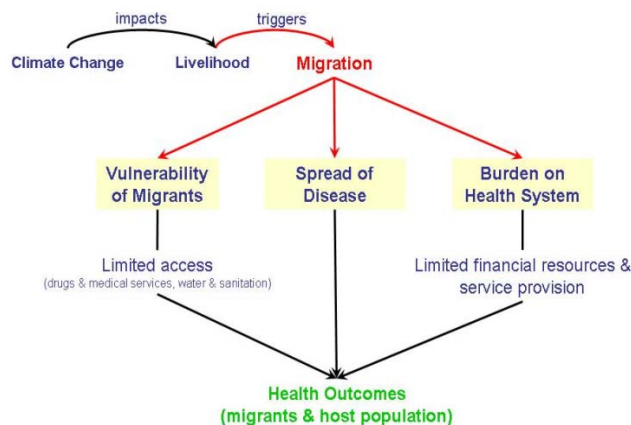 impacts
triggers
Climate Change
Livelihood
Migration
Vulnerability
of Migrants
Spread of
Disease
Burden on
Health System
Limited access
(drugs & medical services, water & sanitation)
Limited financial resources &
service provision
Health Outcomes
(migrants & host population)